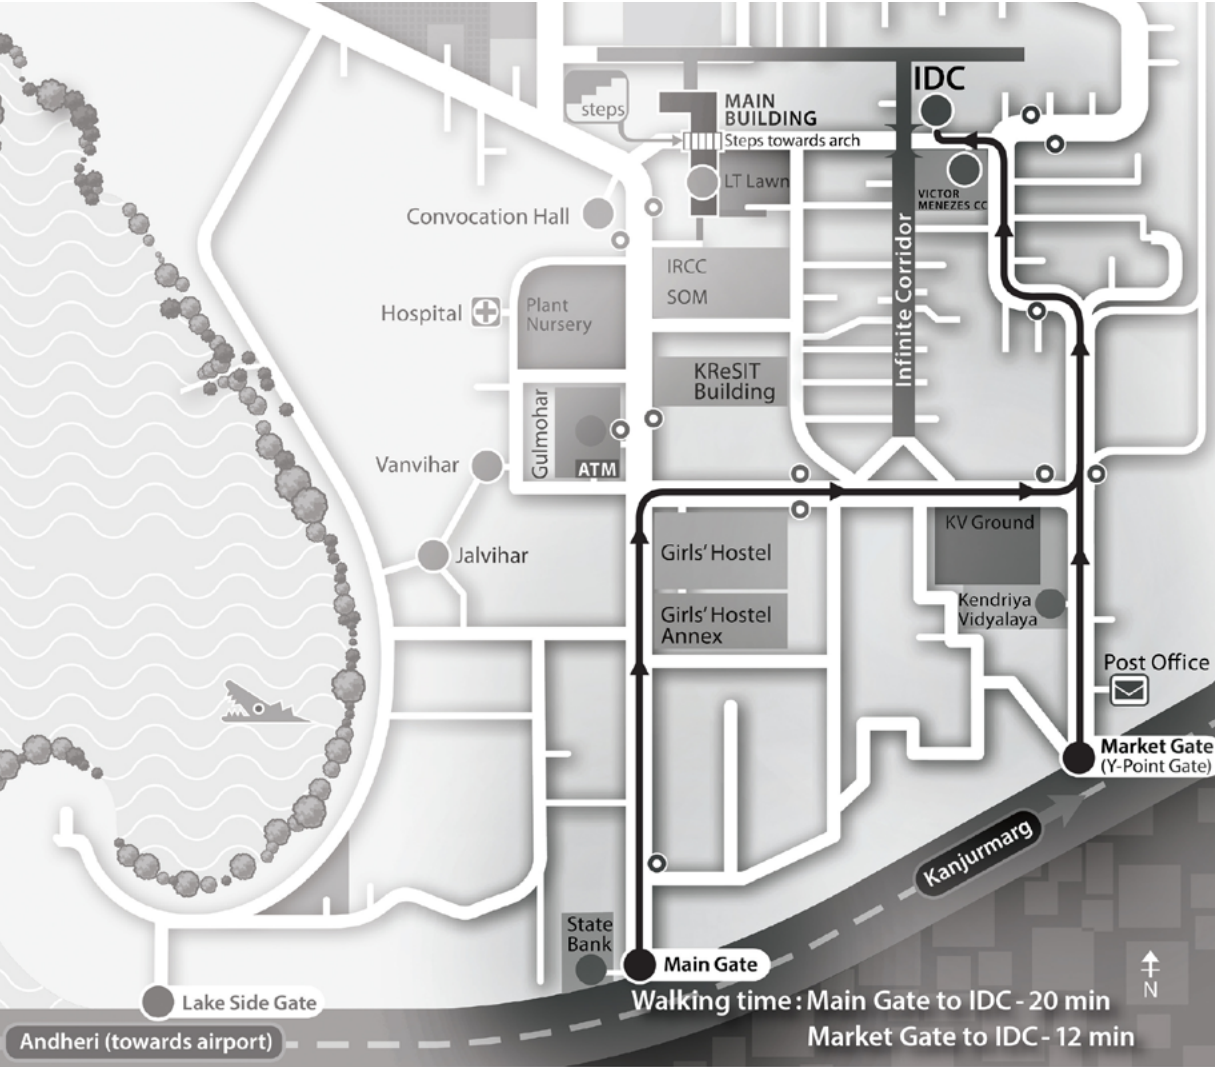 IDC
steps
MAIN
BUILDING
Steps towards arch
LT Lawn
VICTOR
MENEZES CC
Convocation Hall
IRCC
SOM
Infinite Corridor
Hospital
Plant
Nursery
KReSIT
Building
Gulmohar
Vanvihar
ATM
KV Ground
Girls' Hostel
Jalvihar
Kendriya
Vidyalaya
Girls' Hostel
Annex
Post Office
Market Gate
(Y-Point Gate)
Kanjurmarg
State
Bank
Main Gate
N
Lake Side Gate
Walking time: Main Gate to IDC - 20 min
Market Gate to IDC - 12 min
Andheri (towards airport)